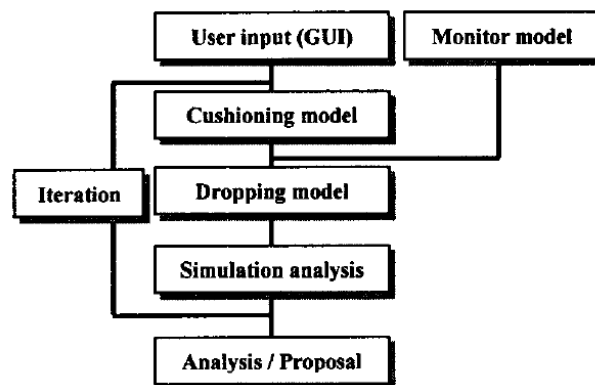 User input (GUI)
Monitor model
Cushioning model
Iteration
Dropping model
Simulation analysis
Analysis / Proposal